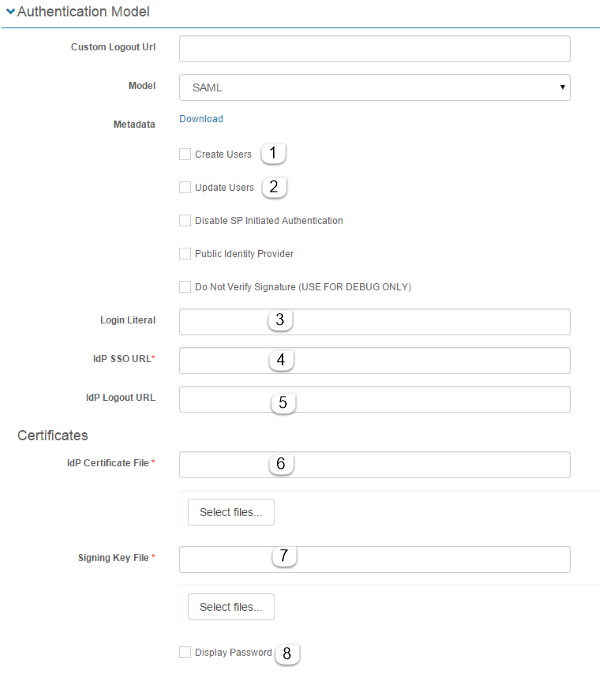 Authentication Model
Custom Logout Url
Model SAML
Metadata Download
Create Users 1
Update Users 2
Disable SP Initiated Authentication
Public Identity Provider
Do Not Verify Signature (USE FOR DEBUG ONLY)
Login Literal 3
IdP SSO URL* 4
IdP Logout URL 5
Certificates
IdP Certificate File * 6
Select files...
Signing Key File * 7
Select files...
Display Password 8